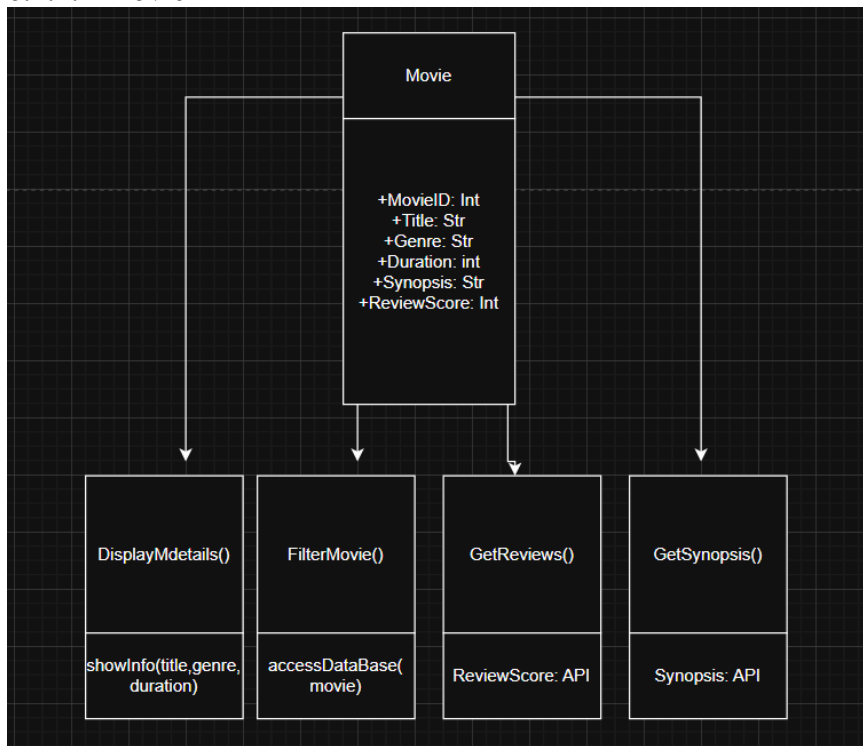 Movie
+MovieID: Int
+Title: Str
+Genre: Str
+Duration: int
+Synopsis: Str
+ReviewScore: Int
DisplayMdetails()
FilterMovie()
GetReviews()
GetSynopsis()
showInfo(title,genre,
duration)
accessDataBase(
movie)
ReviewScore: API
Synopsis: API